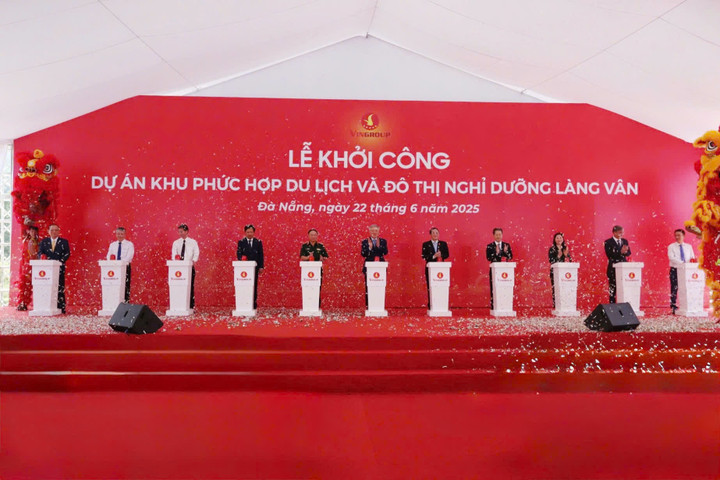 VINGROUP
LỄ KHỞI CÔNG
DỰ ÁN KHU PHỨC HỢP DU LỊCH VÀ ĐÔ THỊ NGHỈ DƯỠNG LÀNG VÂN
Đà Nẵng, ngày 22 tháng 6 năm 2025